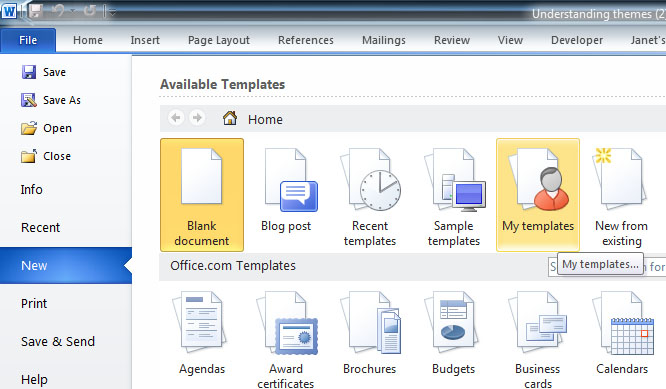 Understanding themes (2
File Home Insert Page Layout References Mailings Review View Developer Janet's
Save
Save As
Open
Close
Info
Recent
New
Print
Save & Send
Help
Available Templates
Home
Blank document
Blog post
Recent templates
Sample templates
My templates
New from existing
Office.com Templates
My templates...
for
Agendas
Award certificates
Brochures
Budgets
Business cards
Calendars